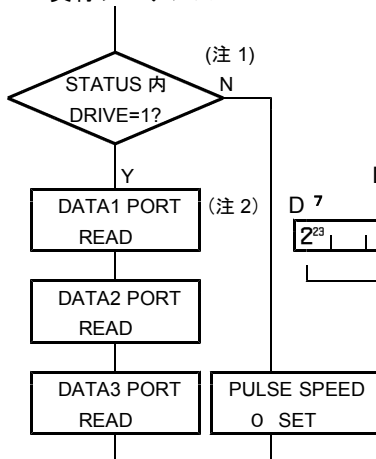 (注 1)
STATUS 内
DRIVE=1?
N
Y
DATA1 PORT
READ
(注 2)
D 7
2²³
DATA2 PORT
READ
DATA3 PORT
READ
PULSE SPEED
0 SET